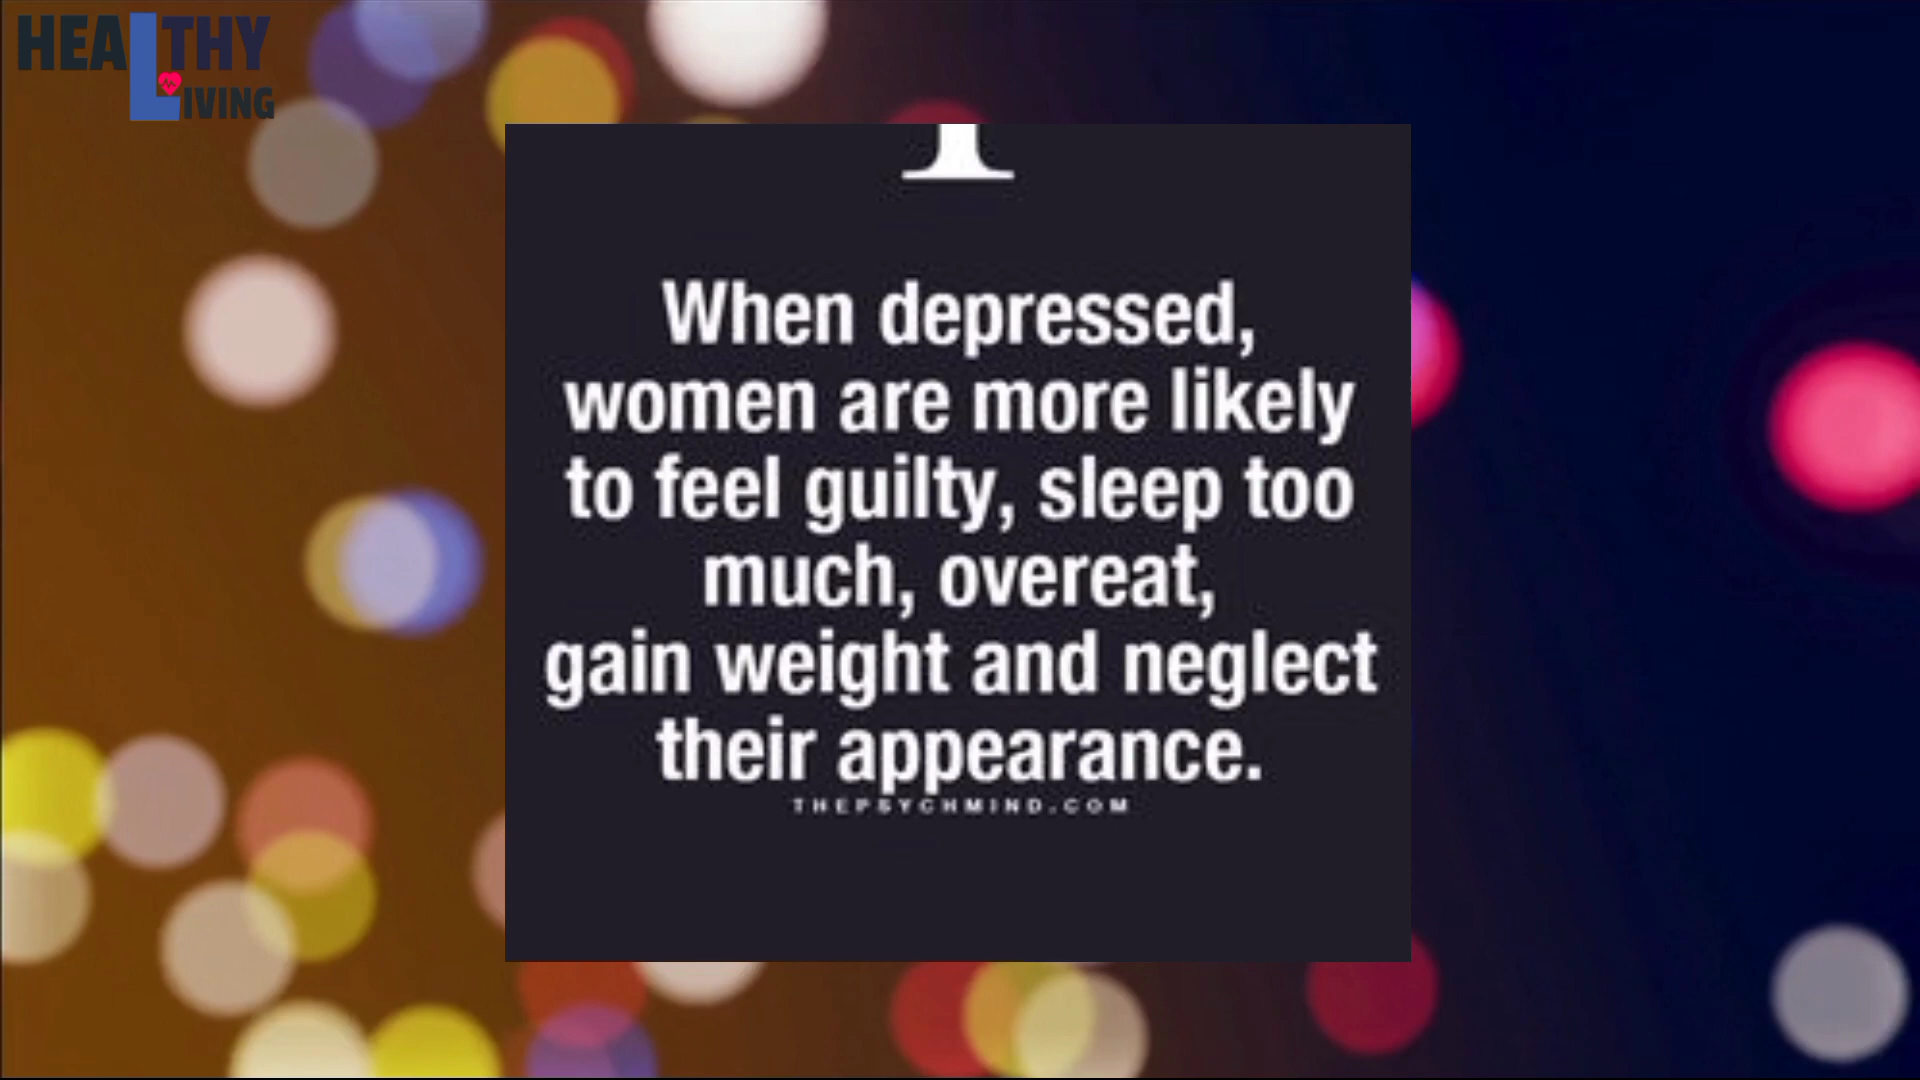 HEALTHY
LIVING
When depressed,
women are more likely
to feel guilty, sleep too
much, overeat,
gain weight and neglect
their appearance.
THEPSYCHMIND.COM